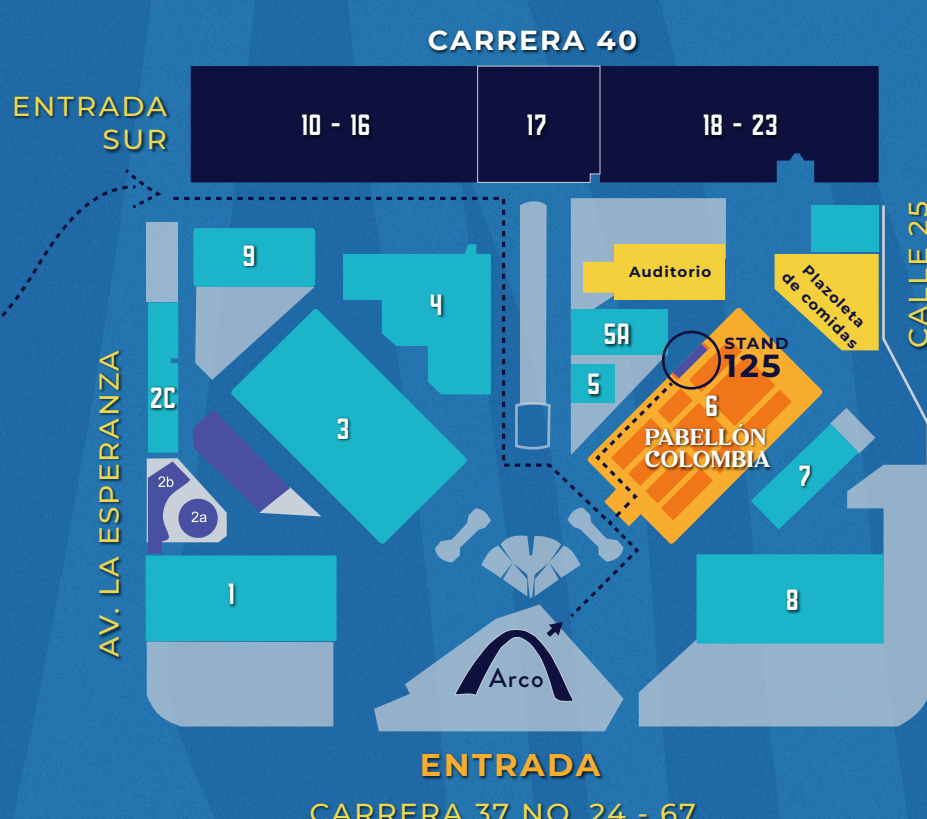 CARRERA 40
ENTRADA
SUR
10 - 16
17
18 - 23
CALLE 25
9
4
Auditorio
Plazoleta
de comidas
5A
5
STAND
125
6
PABELLÓN
COLOMBIA
2C
3
7
AV. LA ESPERANZA
2b
2a
1
8
Arco
ENTRADA
CARRERA 37 NO. 24 - 67